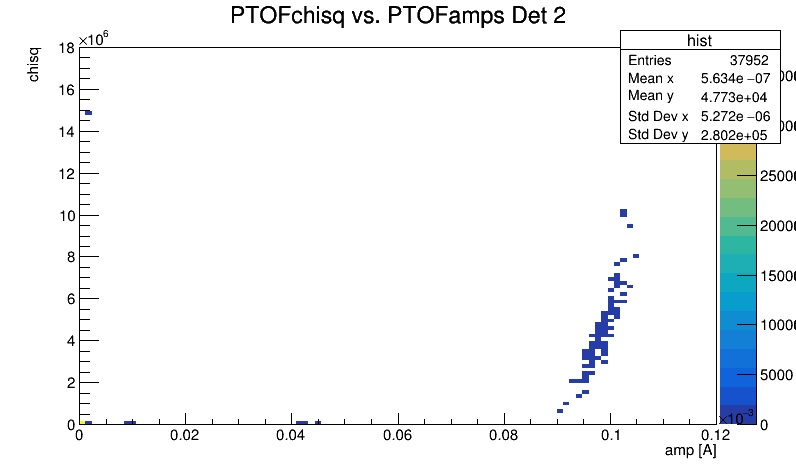 PTOFchisq vs. PTOFamps Det 2
×10⁶
chisq
hist
Entries 37952
Mean x 5.634e−07
Mean y 4.773e+04
Std Dev x 5.272e−06
Std Dev y 2.802e+05
18
16
14
12
10
8
6
4
2
0
25000
20000
15000
10000
5000
0
×10⁻³
0 0.02 0.04 0.06 0.08 0.1 0.12
amp [A]